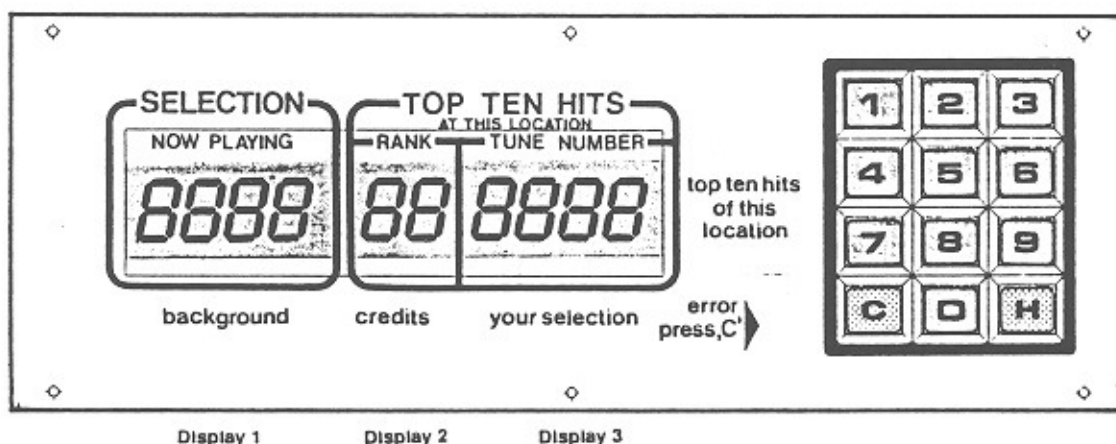 SELECTION
NOW PLAYING
8888
background
TOP TEN HITS
AT THIS LOCATION
RANK
TUNE NUMBER
88 8888
credits
your selection
top ten hits
of this
location
error
press,C'
1 2 3
4 5 6
7 8 9
C 0 H
Display 1 Display 2 Display 3